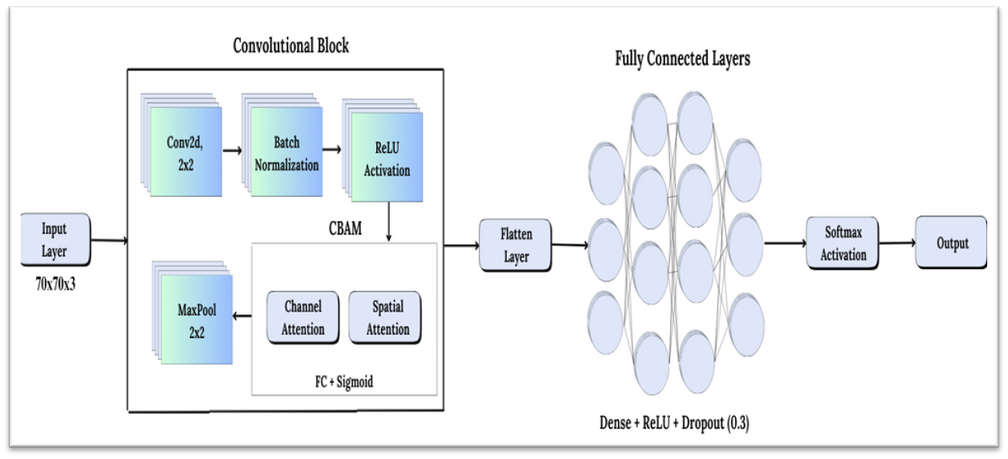 Convolutional Block
Fully Connected Layers
Conv2d,
2x2
Batch
Normalization
ReLU
Activation
Input
Layer
70x70x3
CBAM
MaxPool
2x2
Channel
Attention
Spatial
Attention
FC + Sigmoid
Flatten
Layer
Softmax
Activation
Output
Dense + ReLU + Dropout (0.3)